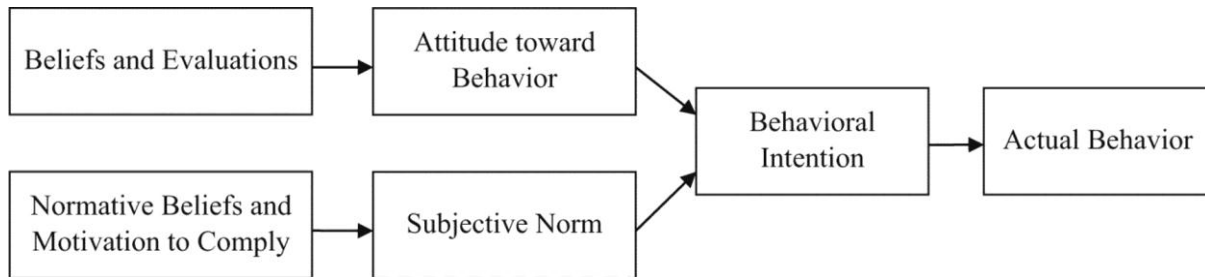 Beliefs and Evaluations
Attitude toward
Behavior
Normative Beliefs and
Motivation to Comply
Subjective Norm
Behavioral
Intention
Actual Behavior